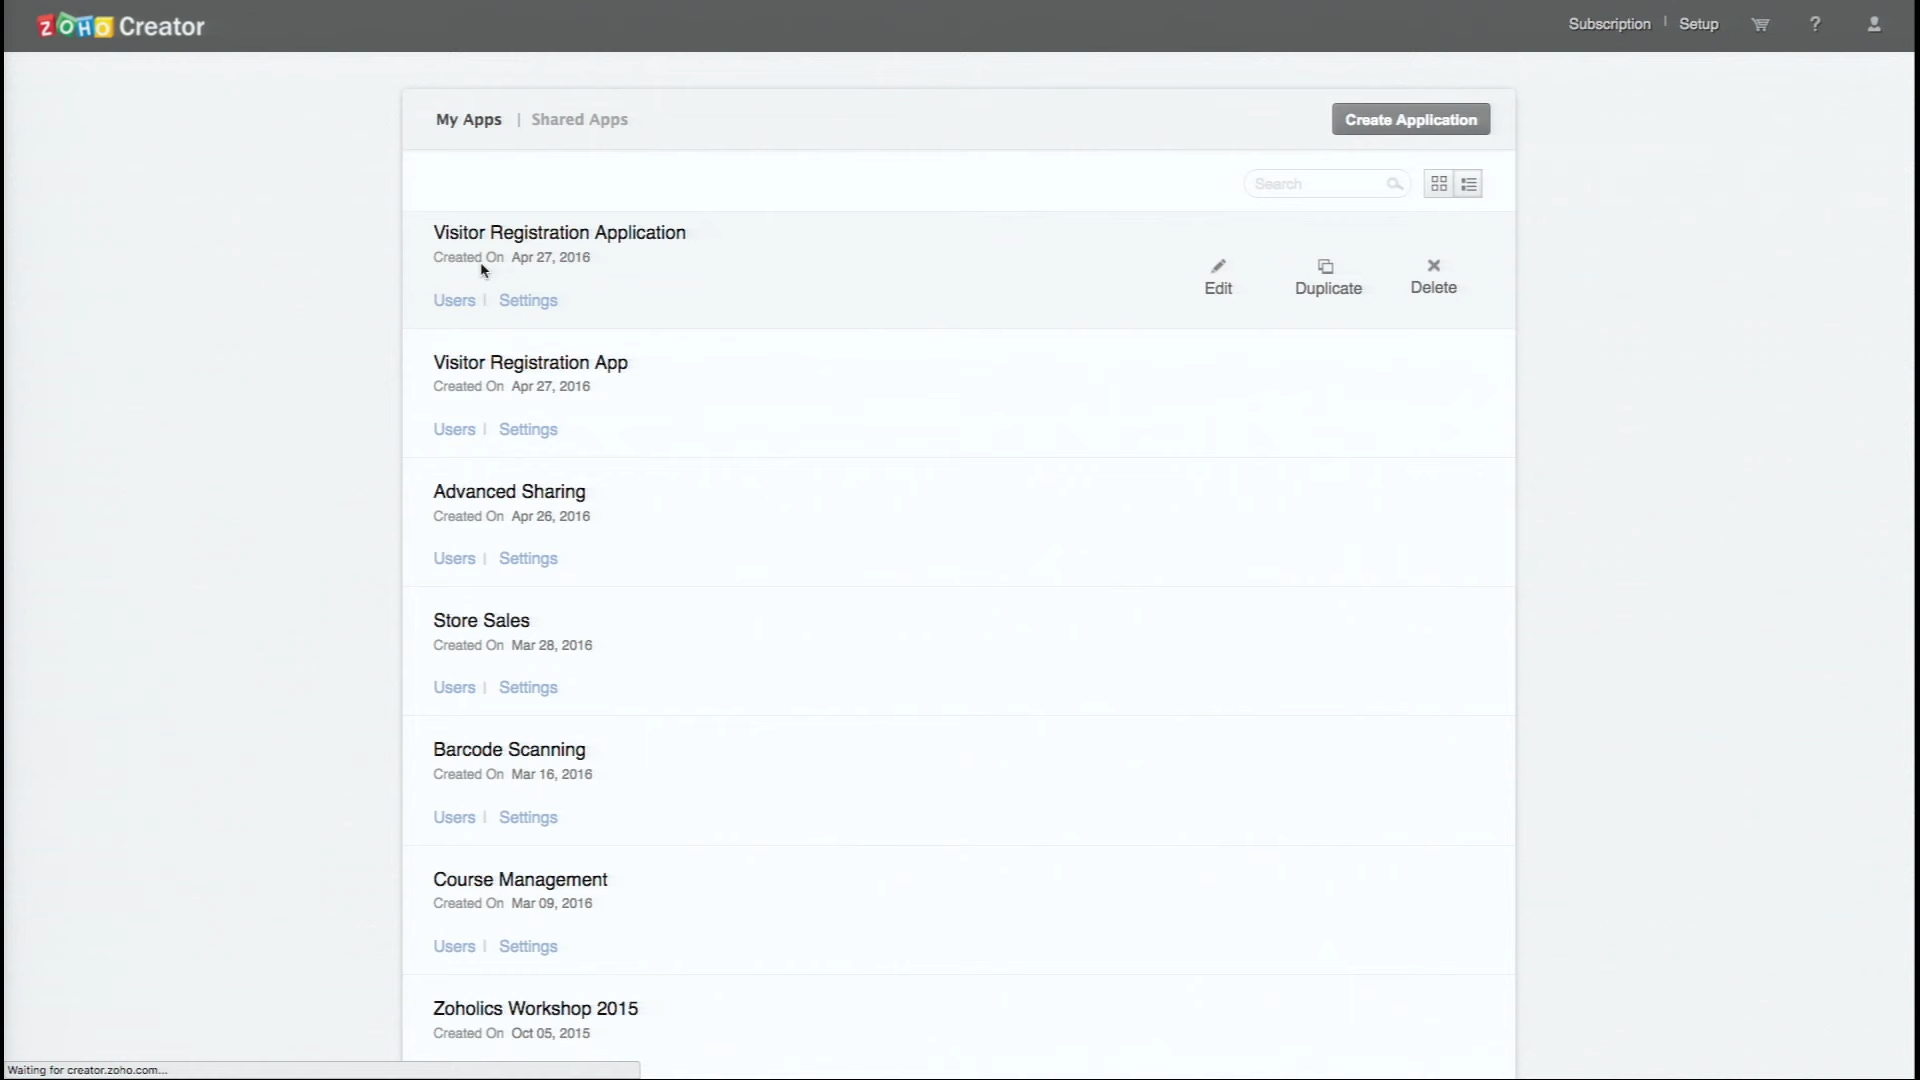 ZOHO Creator
Subscription | Setup ?
My Apps | Shared Apps
Create Application
Search
Visitor Registration Application
Created On Apr 27, 2016
Edit Duplicate Delete
Users | Settings
Visitor Registration App
Created On Apr 27, 2016
Users | Settings
Advanced Sharing
Created On Apr 26, 2016
Users | Settings
Store Sales
Created On Mar 28, 2016
Users | Settings
Barcode Scanning
Created On Mar 16, 2016
Users | Settings
Course Management
Created On Mar 09, 2016
Users | Settings
Zoholics Workshop 2015
Created On Oct 05, 2015
Waiting for creator.zoho.com...